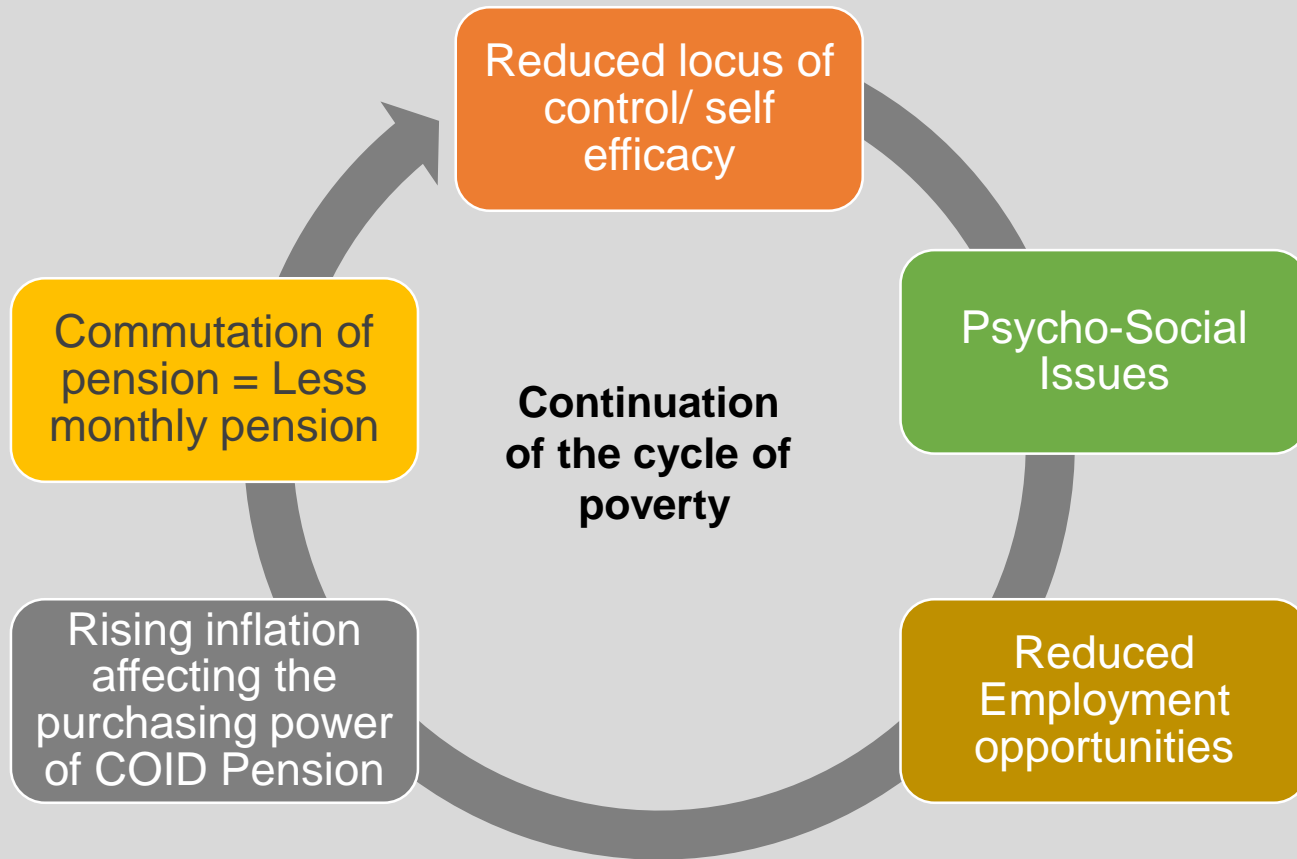 Reduced locus of
control/ self
efficacy
Psycho-Social
Issues
Reduced
Employment
opportunities
Rising inflation
affecting the
purchasing power
of COID Pension
Commutation of
pension = Less
monthly pension
Continuation
of the cycle of
poverty